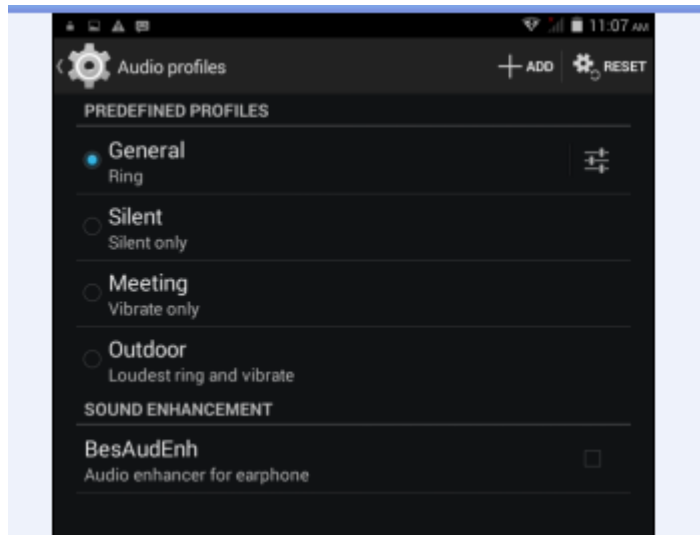 11:07 AM
Audio profiles
ADD
RESET
PREDEFINED PROFILES
General
Ring
Silent
Silent only
Meeting
Vibrate only
Outdoor
Loudest ring and vibrate
SOUND ENHANCEMENT
BesAudEnh
Audio enhancer for earphone